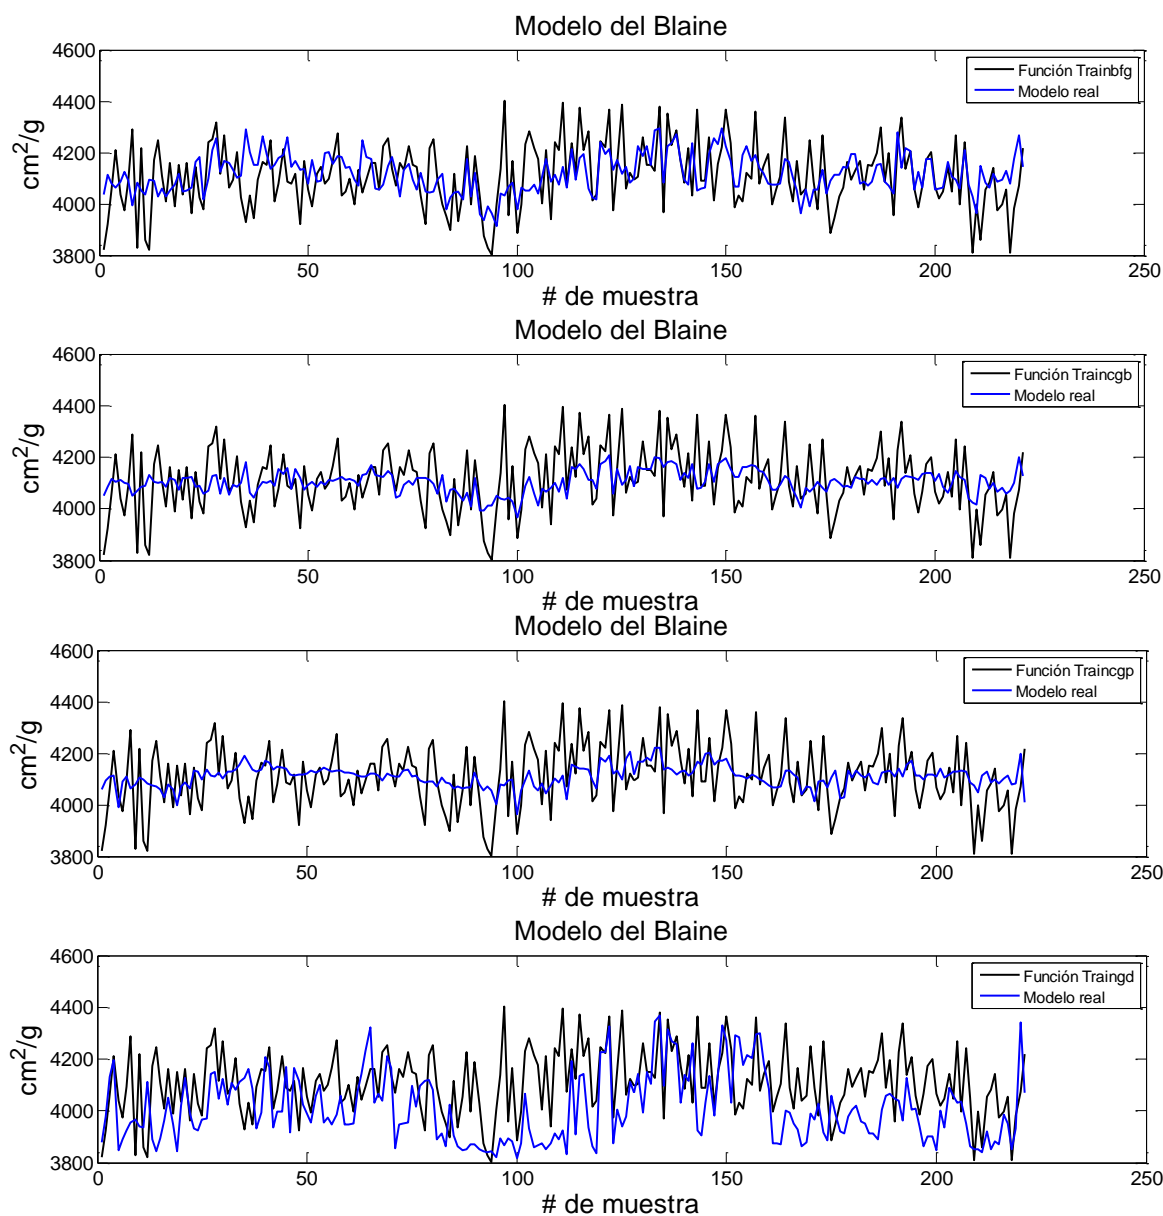 Modelo del Blaine
4600
4400
4200
4000
3800
cm²/g
Función Trainbfg
Modelo real
0 50 100 150 200 250
# de muestra
Modelo del Blaine
4600
4400
4200
4000
3800
cm²/g
Función Traincgb
Modelo real
0 50 100 150 200 250
# de muestra
Modelo del Blaine
4600
4400
4200
4000
3800
cm²/g
Función Traincgp
Modelo real
0 50 100 150 200 250
# de muestra
Modelo del Blaine
4600
4400
4200
4000
3800
cm²/g
Función Traingd
Modelo real
0 50 100 150 200 250
# de muestra